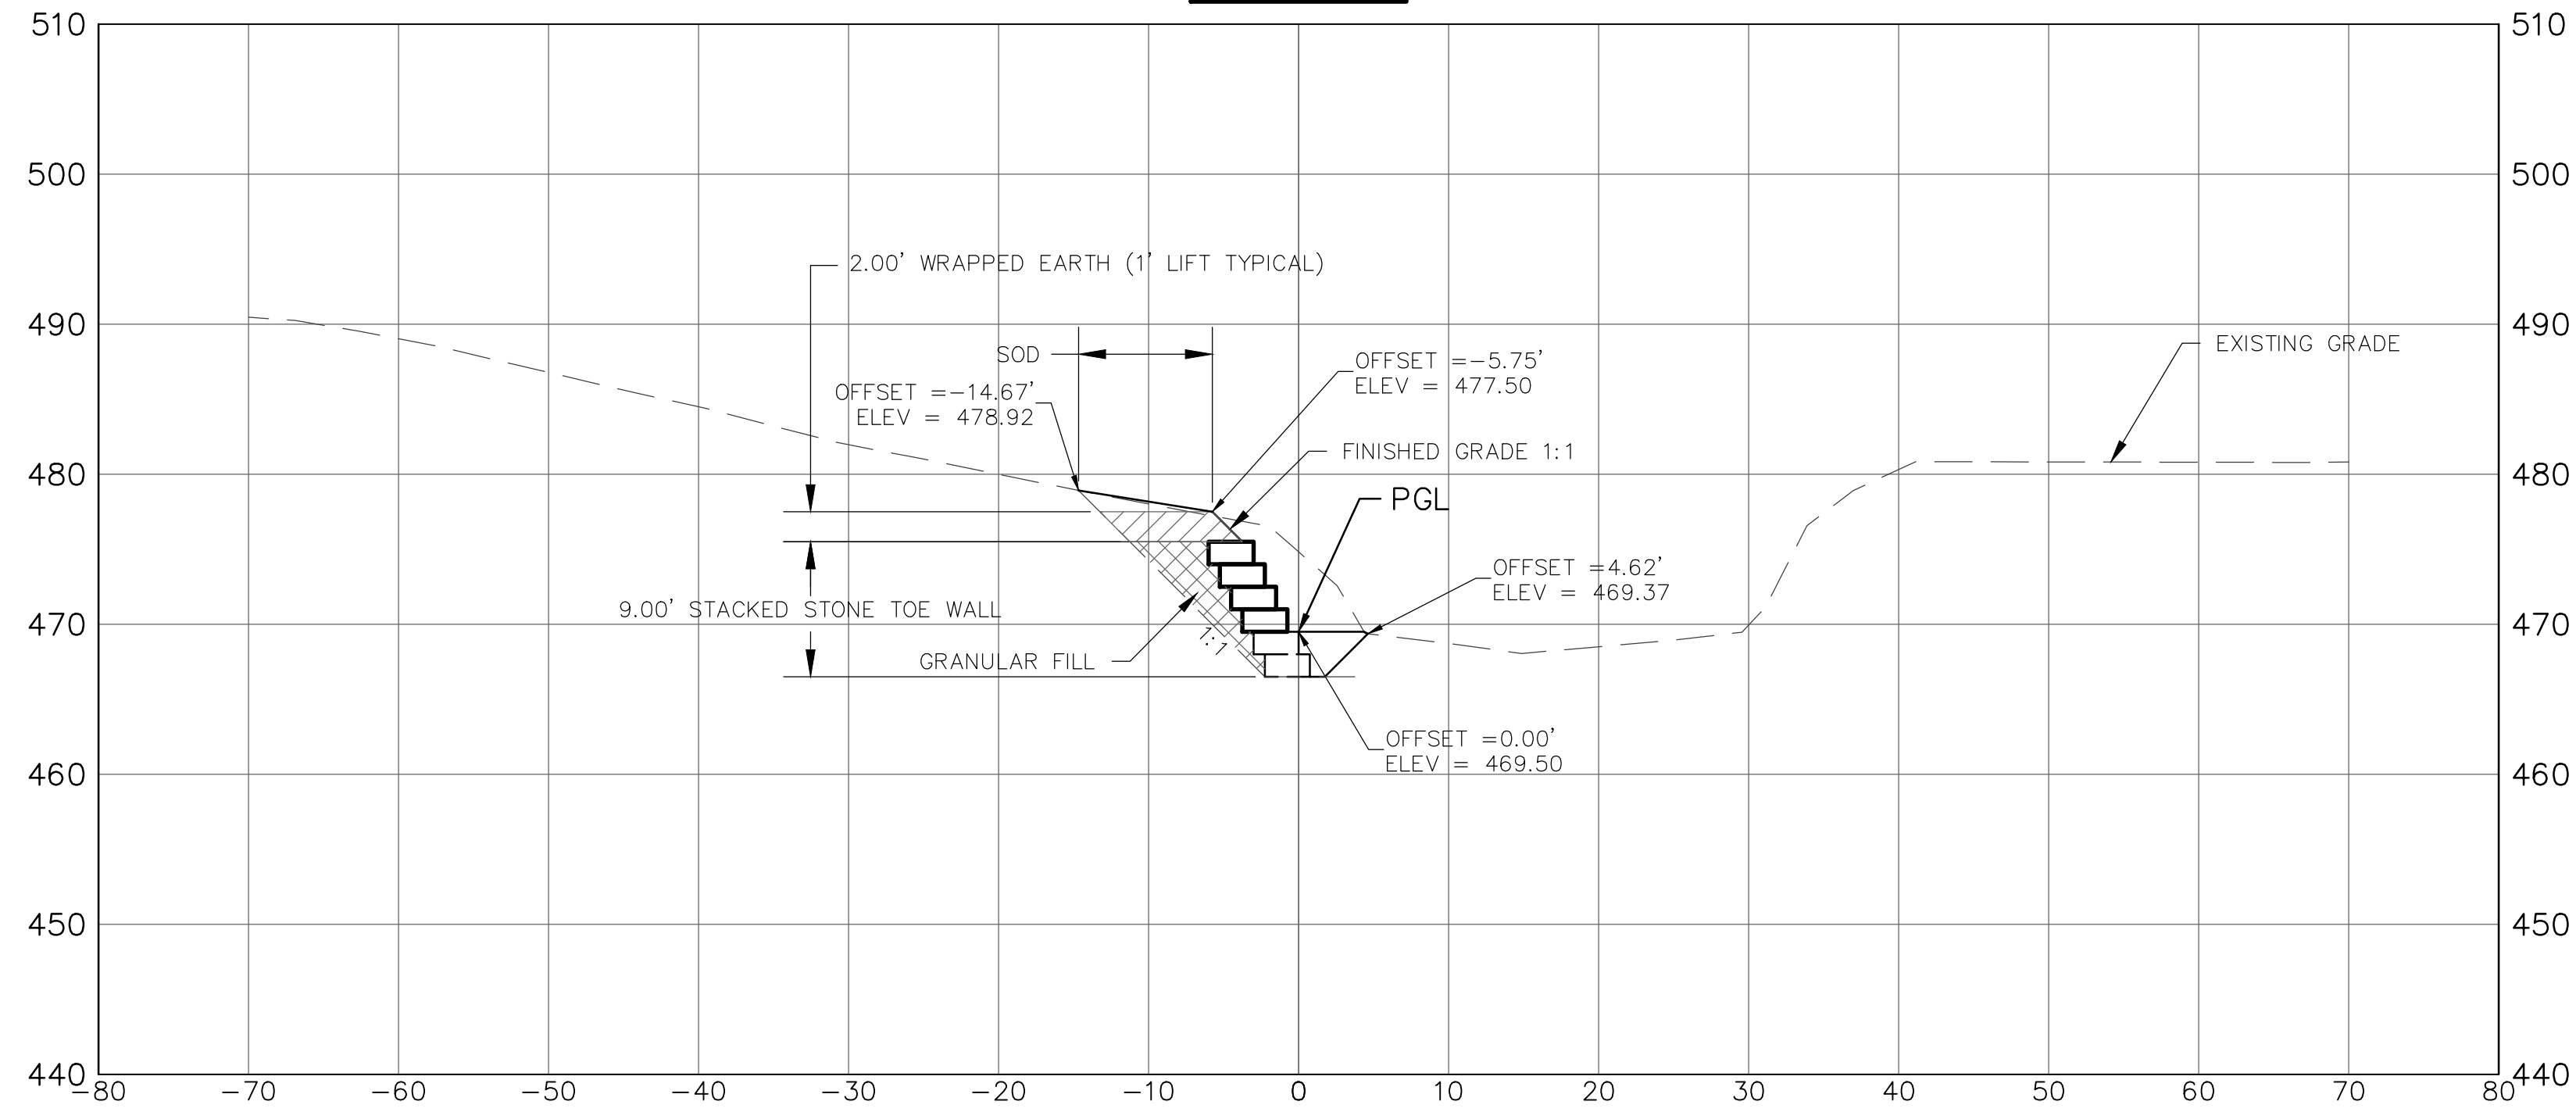 510
510
500
500
2.00' WRAPPED EARTH (1' LIFT TYPICAL)
490
490
SOD
OFFSET =-5.75'
ELEV = 477.50
EXISTING GRADE
OFFSET =-14.67'
ELEV = 478.92
FINISHED GRADE 1:1
480
480
PGL
OFFSET =4.62'
ELEV = 469.37
9.00' STACKED STONE TOE WALL
470
470
1:1
GRANULAR FILL
OFFSET =0.00'
ELEV = 469.50
460
460
450
450
440
440
-80 -70 -60 -50 -40 -30 -20 -10 0 10 20 30 40 50 60 70 80